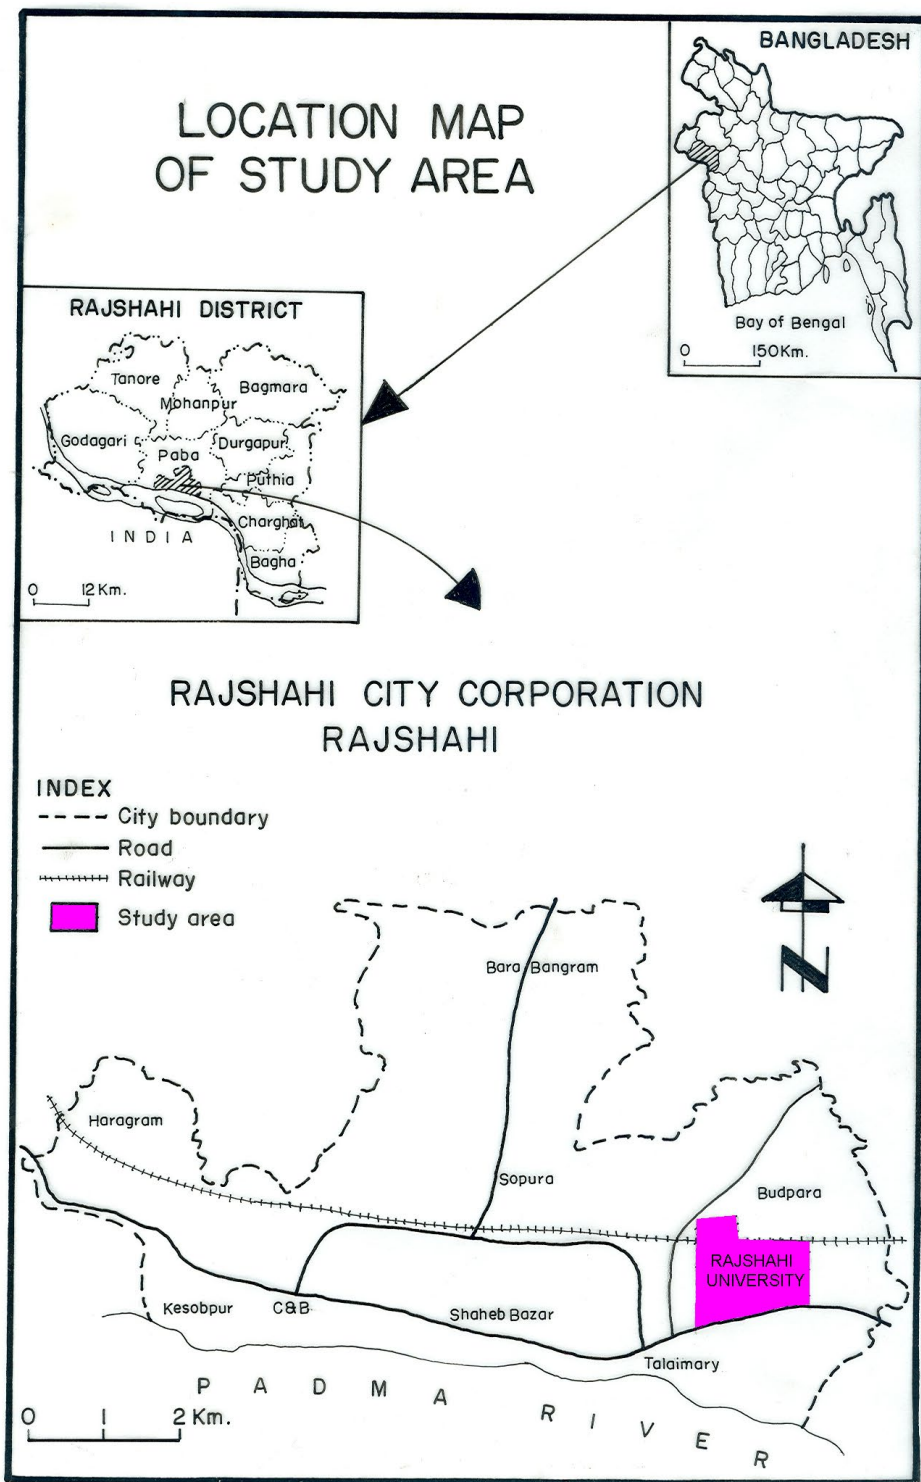 BANGLADESH
LOCATION MAP
OF STUDY AREA
Bay of Bengal
0 150Km.
RAJSHAHI DISTRICT
Tanore
Bagmara
Mohanpur
Godagari
Durgapur
Paba
Puthia
Charghat
INDIA
Bagha
0 12Km.
RAJSHAHI CITY CORPORATION
RAJSHAHI
INDEX
City boundary
Road
Railway
Study area
N
Bara Bangram
Haragram
Sopura
Budpara
RAJSHAHI
UNIVERSITY
Kesobpur
C&B
Shaheb Bazar
Talaimary
PADMA RIVER
0 1 2 Km.